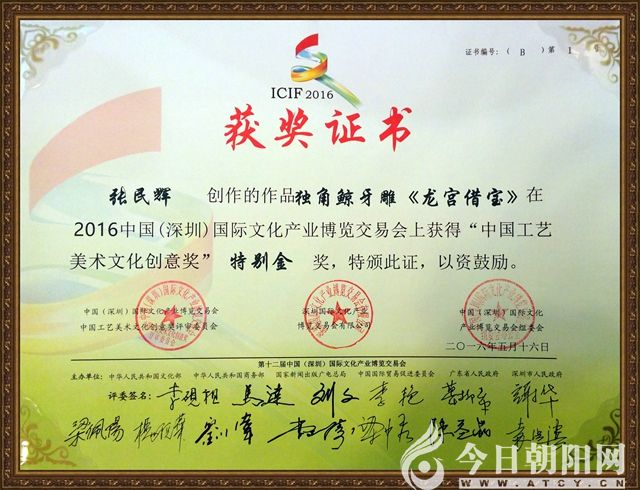 证书编号：（ B ）第 1 号
ICIF 2016
获奖证书
张民辉 创作的作品独角鲸牙雕《龙宫借宝》在
2016中国(深圳)国际文化产业博览交易会上获得“中国工艺
美术文化创意奖”特别金 奖，特颁此证，以资鼓励。
中国（深圳）国际文化产业博览交易会 深圳国际文化产业 中国（深圳）国际文化
中国工艺美术文化创意奖评审委员会 博览交易会有限公司 产业博览交易会组委会
二〇一六年五月十六日
第十二届中国（深圳）国际文化产业博览交易会
主办单位： 中华人民共和国文化部 中华人民共和国商务部 国家新闻出版广电总局 中国国际贸易促进委员会 广东省人民政府 深圳市人民政府
评委签名：
今日朝阳网
WWW.ATCY.CN